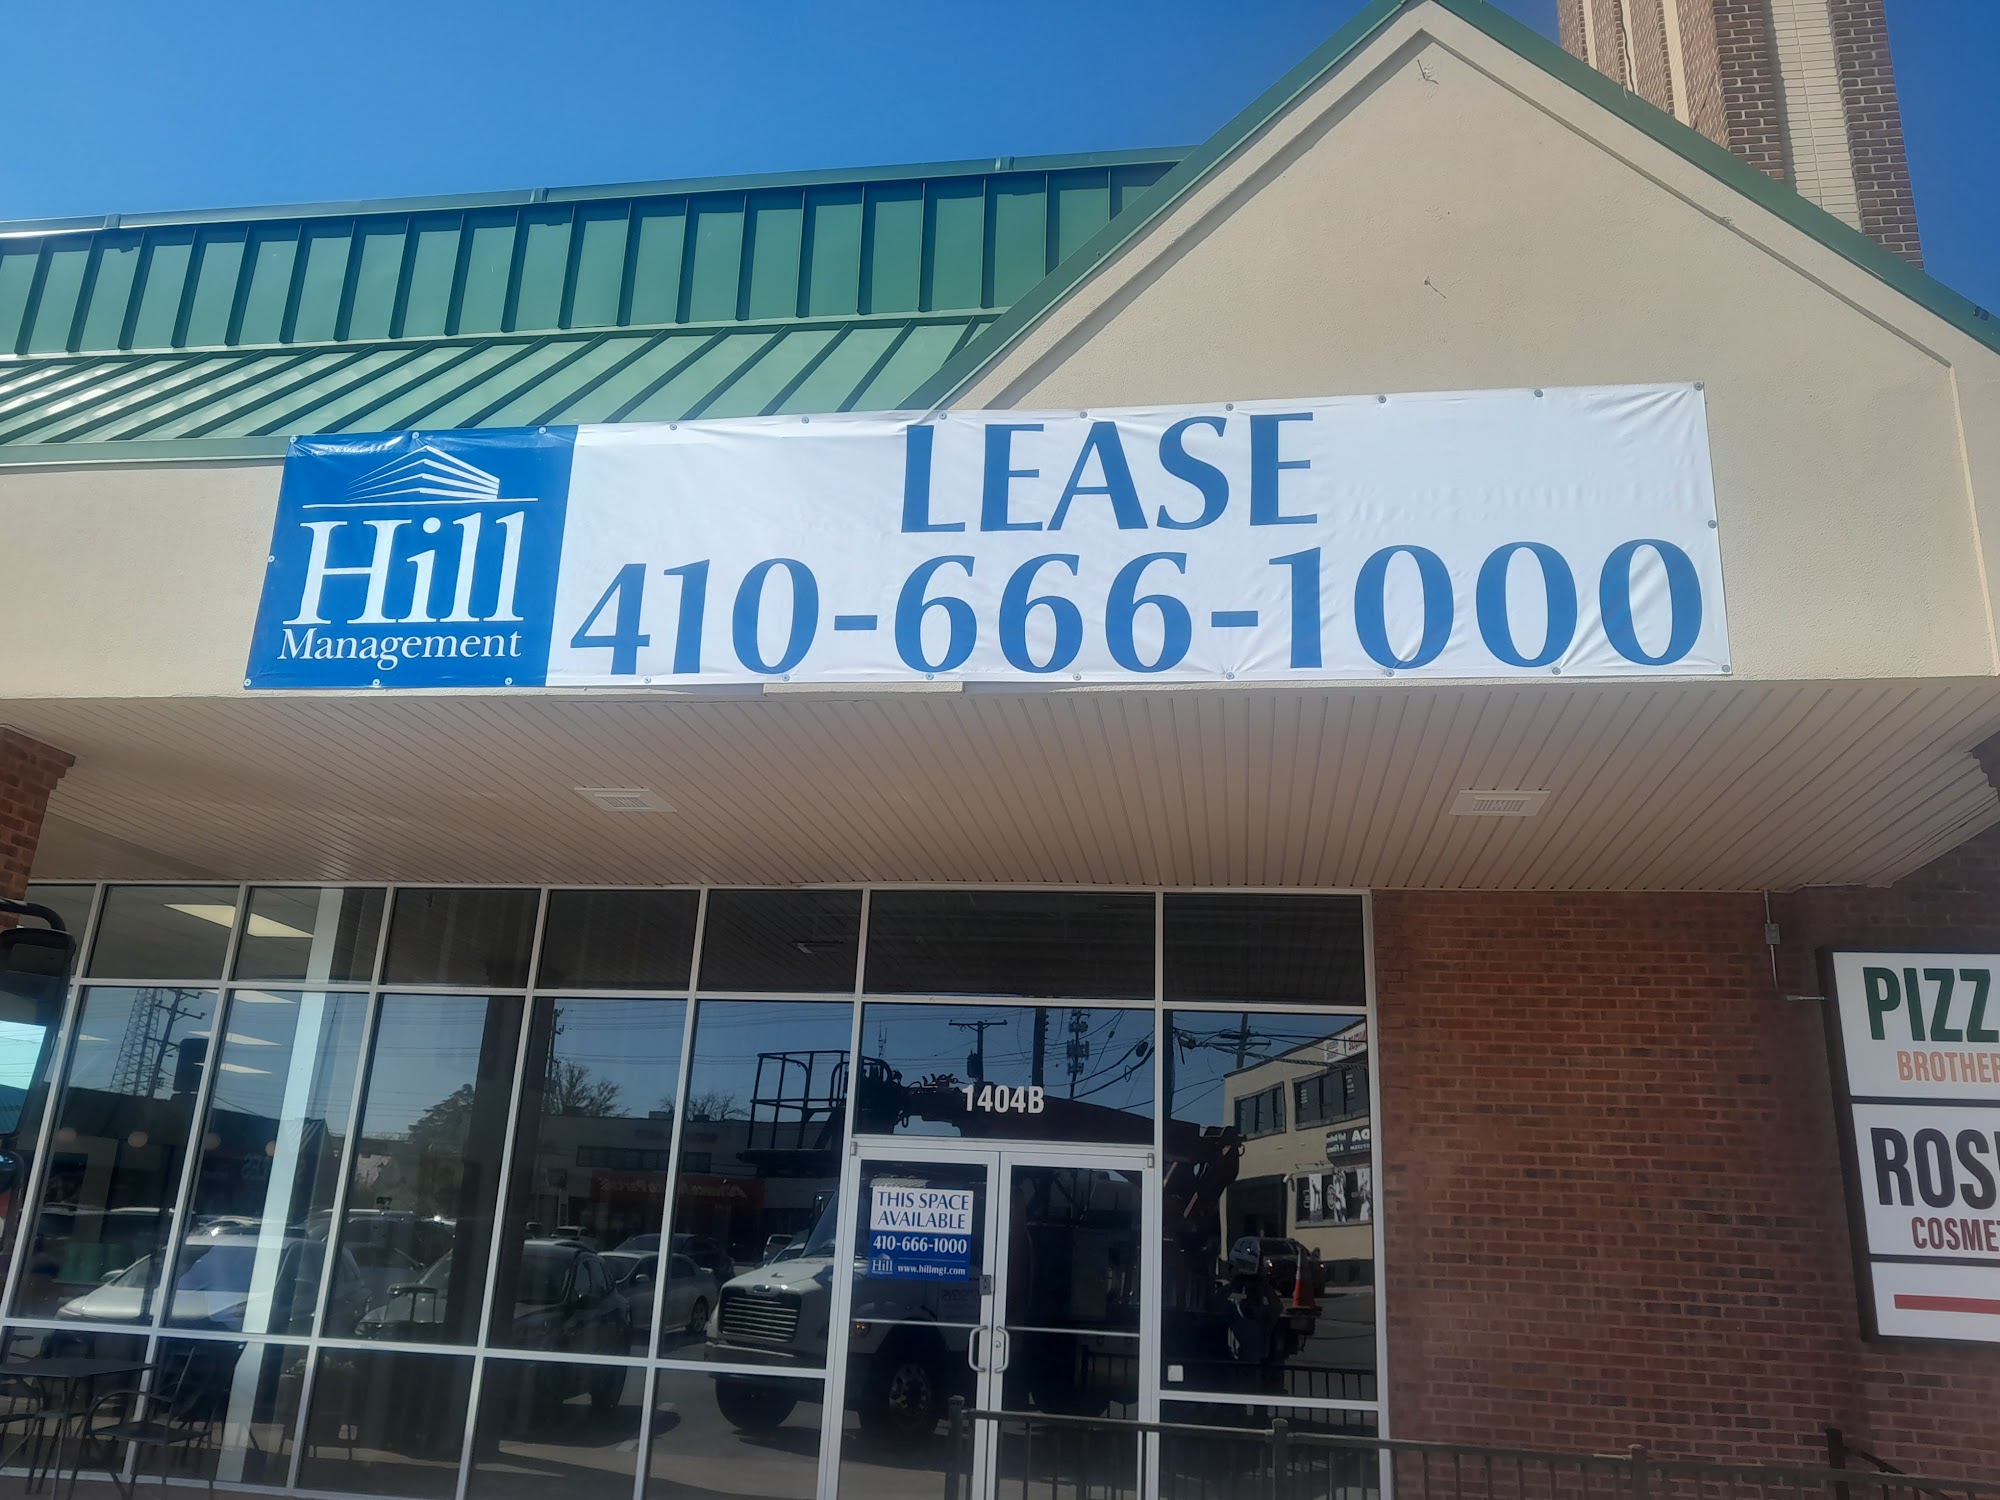 Hill
Management
LEASE
410-666-1000
1404B
THIS SPACE
AVAILABLE
410-666-1000
Hill www.hillmgt.com
PIZZ
BROTHER
ROS
COSME